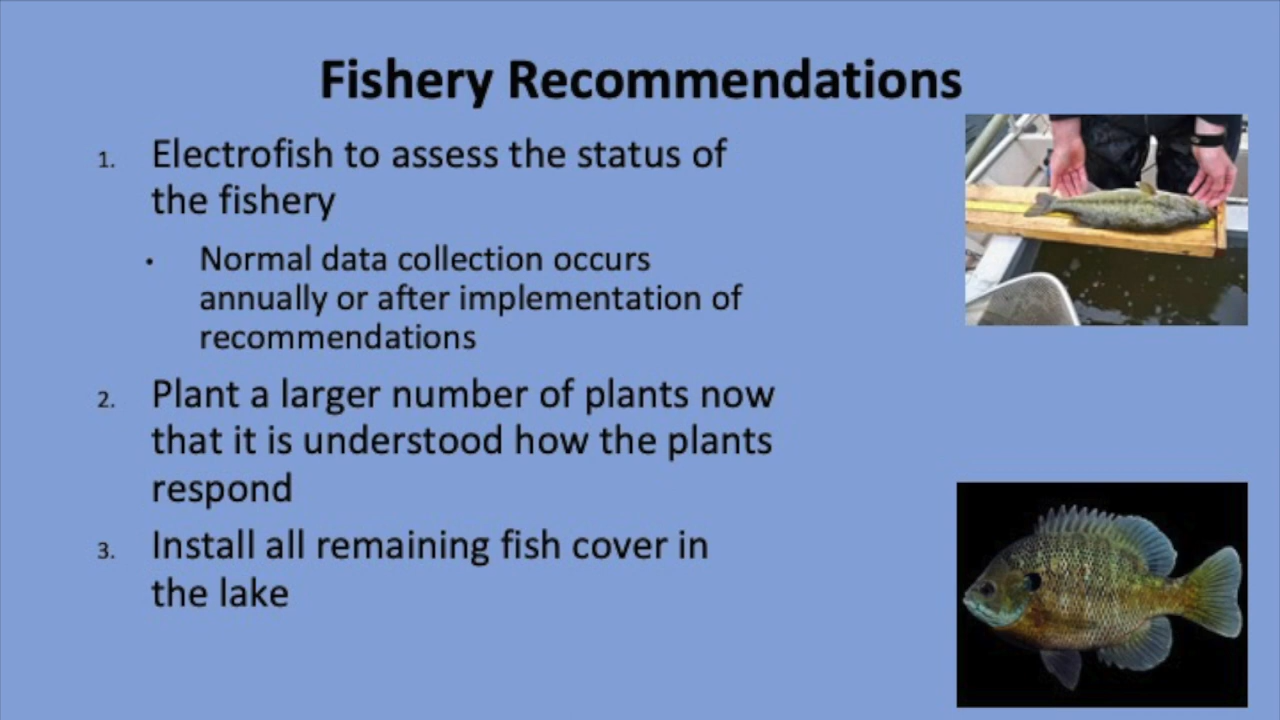 Fishery Recommendations
1. Electrofish to assess the status of
the fishery
• Normal data collection occurs
annually or after implementation of
recommendations
2. Plant a larger number of plants now
that it is understood how the plants
respond
3. Install all remaining fish cover in
the lake